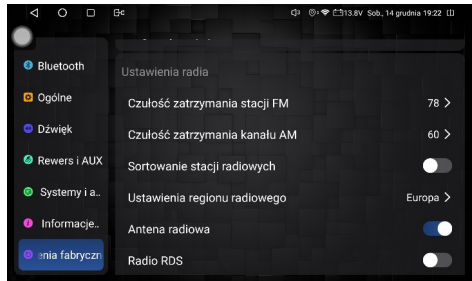 13.8V Sob., 14 grudnia 19:22
Bluetooth
Ogólne
Dźwięk
Rewers i AUX
Systemy i a..
Informacje..
enia fabryczn
Ustawienia radia
Czułość zatrzymania stacji FM 78 >
Czułość zatrzymania kanału AM 60 >
Sortowanie stacji radiowych
Ustawienia regionu radiowego Europa >
Antena radiowa
Radio RDS